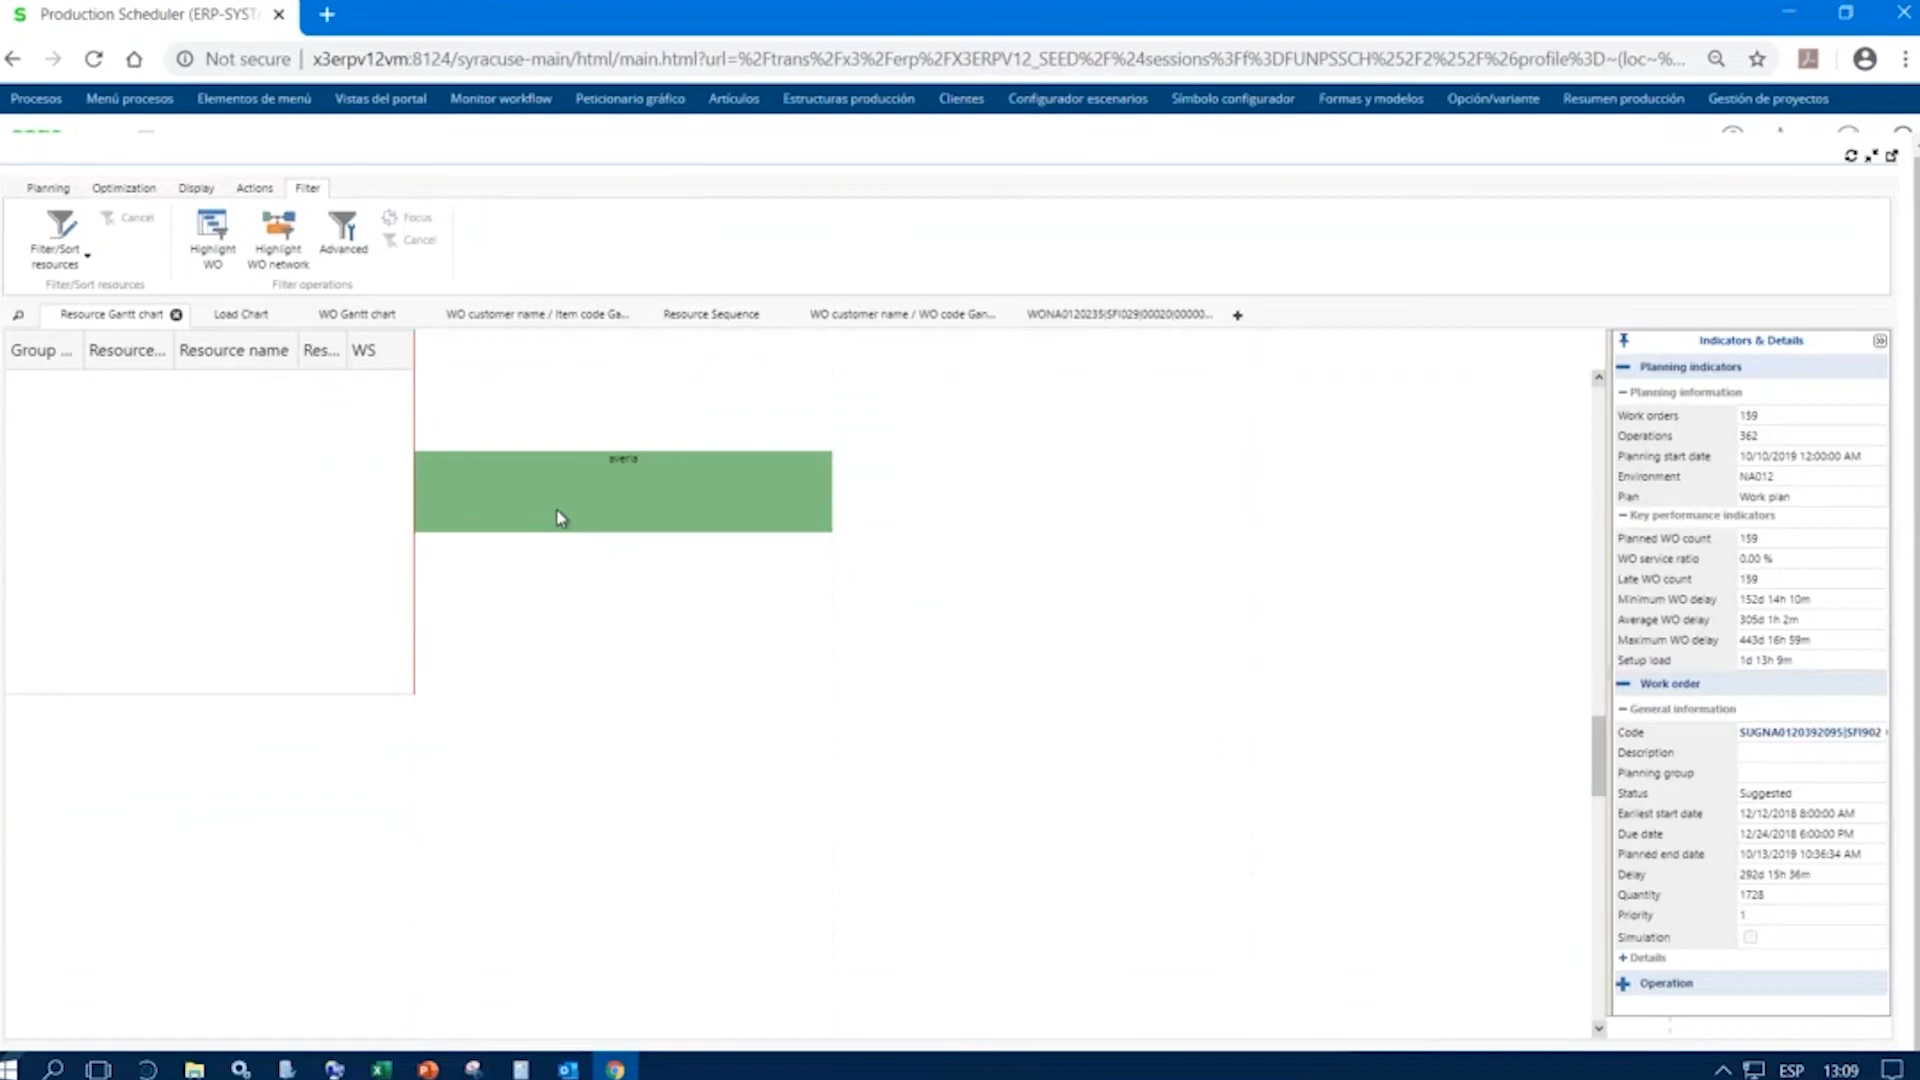 Production Scheduler (ERP-SYST
Not secure
x3erpv12vm:8124/syracuse-main/html/main.html?url=%2Ftrans%2Fx3%2Ferp%2FX3ERPV12_SEED%2F%24sessions%3Ff%3DFUNPSSCH%252F2%252F%26profile%3D~(loc~%...
Procesos Menú procesos Elementos de menú Vistas del portal Monitor workflow Peticionario gráfico Artículos Estructuras producción Clientes Configurador escenarios Símbolo configurador Formas y modelos Opción/variante Resumen producción Gestión de proyectos
Planning Optimization Display Actions Filter
Filter/Sort resources
Cancel
Highlight WO
Highlight WO network
Advanced
Focus
Cancel
Filter/Sort resources
Filter operations
Resource Gantt chart Load Chart WO Gantt chart WO customer name / Item code Ga... Resource Sequence WO customer name / WO code Gan... WONA0120235|SFI029|00020|00000...
Group ... Resource... Resource name Res... WS
averia
Indicators & Details
Planning indicators
Planning information
Work orders 159
Operations 362
Planning start date 10/10/2019 12:00:00 AM
Environment NA012
Plan Work plan
Key performance indicators
Planned WO count 159
WO service ratio 0.00 %
Late WO count 159
Minimum WO delay 152d 14h 10m
Average WO delay 305d 1h 2m
Maximum WO delay 443d 16h 59m
Setup load 1d 13h 9m
Work order
General information
Code SUGNA0120392095|SFI902
Description
Planning group
Status Suggested
Earliest start date 12/12/2018 8:00:00 AM
Due date 12/24/2018 6:00:00 PM
Planned end date 10/13/2019 10:36:34 AM
Delay 292d 15h 36m
Quantity 1728
Priority 1
Simulation
Details
Operation
ESP 13:09